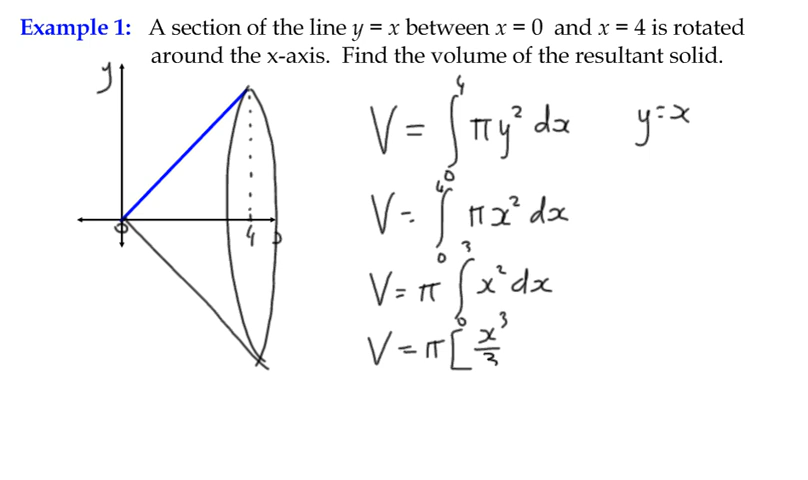 Example 1: A section of the line y = x between x = 0 and x = 4 is rotated
around the x-axis. Find the volume of the resultant solid.
y
0 4
V = ∫₀⁴ πy² dx y=x
V = ∫₀⁴ πx² dx
V = π ∫₀³ x² dx
V = π [ x³/3